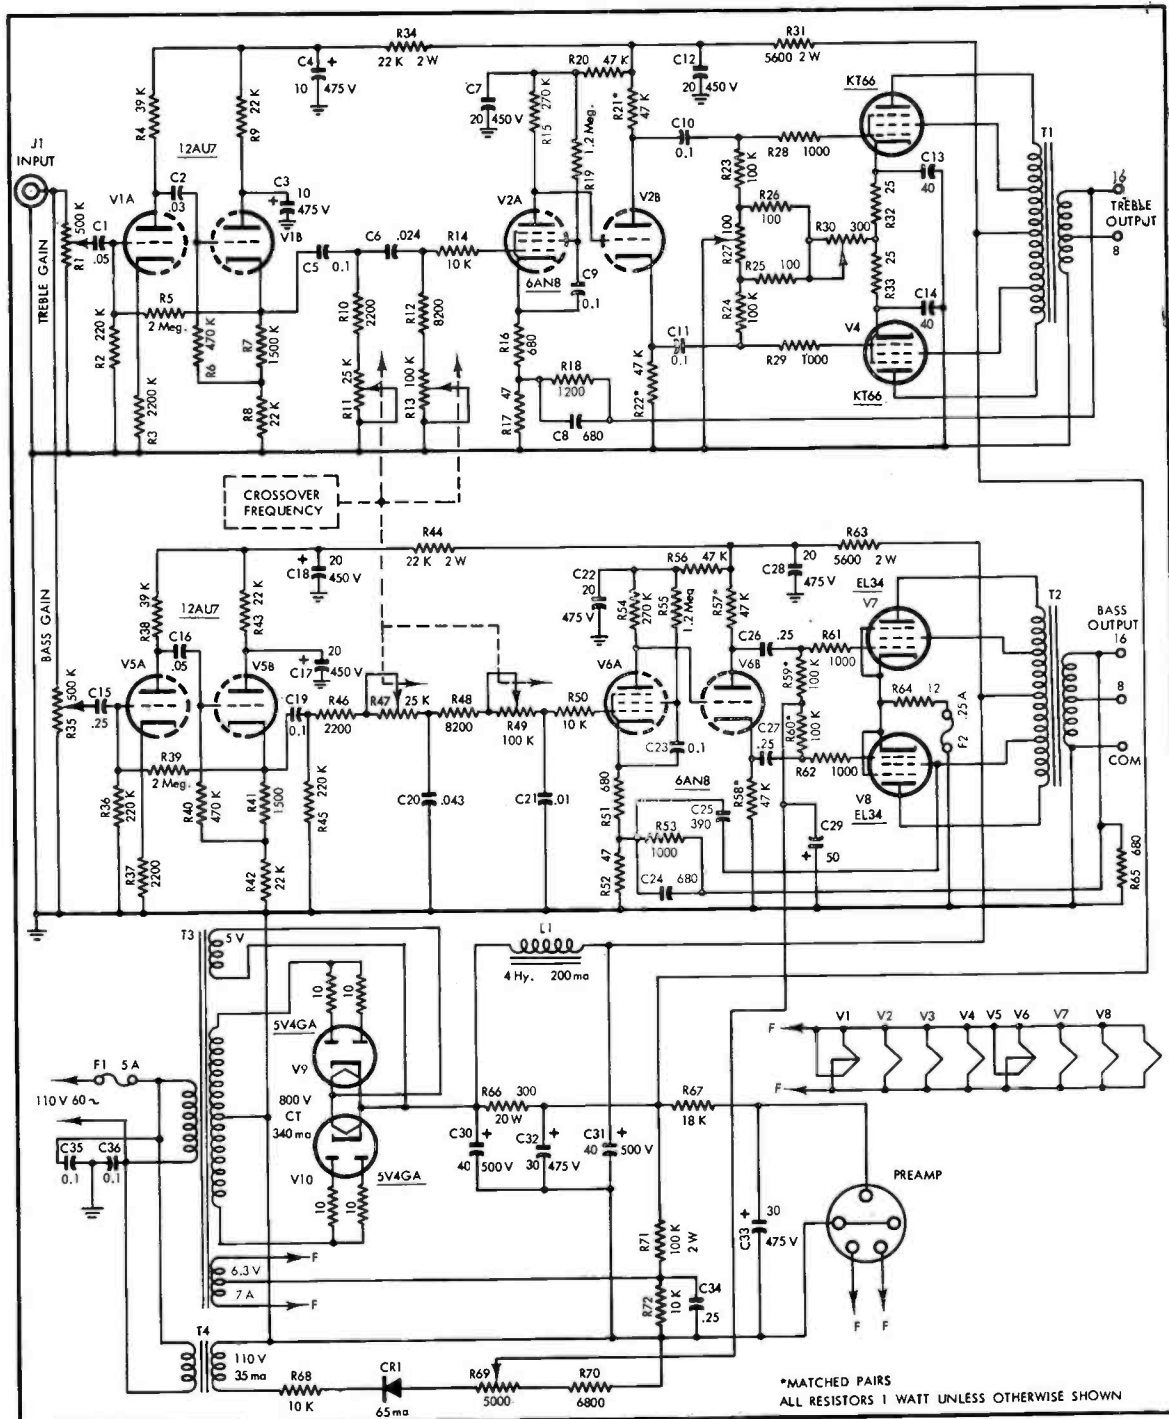 R34
22 K 2 W
C4 +
10 475 V
R4 39 K
R9 22 K
J1
INPUT
12AU7
C2
.03
C3
10
+ 475 V
V1A
V1B
R1 500 K
TREBLE GAIN
C1
.05
R5
2 Meg.
R2 220 K
R6 470 K
R7 1500 K
R3 2200 K
R8 22 K
C5 0.1
C6 .024
R14
10 K
R10 2200
R12 8200
R11 25 K
R13 100 K
C7
20 450 V
R15 270 K
R20 47 K
R19 1.2 Meg.
R21* 47 K
C12
20 450 V
R31
5600 2 W
V2A
V2B
6AN8
C9
0.1
R16 680
R17 47
R18
1200
C8 680
R22* 47 K
C10
0.1
C11
0.1
R23 100 K
R28 1000
R26
100
R27 100
R25 100
R24 100 K
R29 1000
R30 300
R32 25
R33 25
KT66
C13
40
C14
40
V4
KT66
T1
16
TREBLE
OUTPUT
8
CROSSOVER
FREQUENCY
R44
22 K 2 W
+ 20
C18 450 V
R38 39 K
R43 22 K
12AU7
C16
.05
20
+
C17 450 V
V5A
V5B
BASS GAIN
R35 500 K
C15
.25
R39
2 Meg.
R36 220 K
R40 470 K
R41 1500
R37 2200
R42 22 K
C19
0.1
R46
2200
R45 220 K
R47 25 K
R48
8200
R49
100 K
R50
10 K
C20 .043
C21 .01
C22
20
475 V
R54 270 K
R55 1.2 Meg
R56 47 K
R57* 47 K
20
C28
475 V
R63
5600 2 W
V6A
V6B
6AN8
C23 0.1
R51 680
R52 47
R53
1000
C24 680
C25
390
R58* 47 K
C26 .25
C27
.25
R59* 100 K
R60* 100 K
R61
1000
R62 1000
EL34
V7
R64 12
.25 A
F2
V8
EL34
C29
+ 50
T2
BASS
OUTPUT
16
8
COM
R65 680
T3
5 V
L1
4 Hy. 200 ma
10 10
5V4GA
V9
800 V
CT
340 ma
V10
5V4GA
10 10
F1 5 A
110 V 60 ~
C35 C36
0.1 0.1
R66 300
20 W
C30 +
40 500 V
C32 +
30 475 V
C31 +
40 500 V
R67
18 K
F V1 V2 V3 V4 V5 V6 V7 V8
F
PREAMP
F F
R71 100 K 2 W
R72 10 K
C34
.25
C33 + 30
475 V
6.3 V
7 A
F
F
T4
110 V
35 ma
R68
10 K
CR1
65 ma
R69
5000
R70
6800
*MATCHED PAIRS
ALL RESISTORS 1 WATT UNLESS OTHERWISE SHOWN